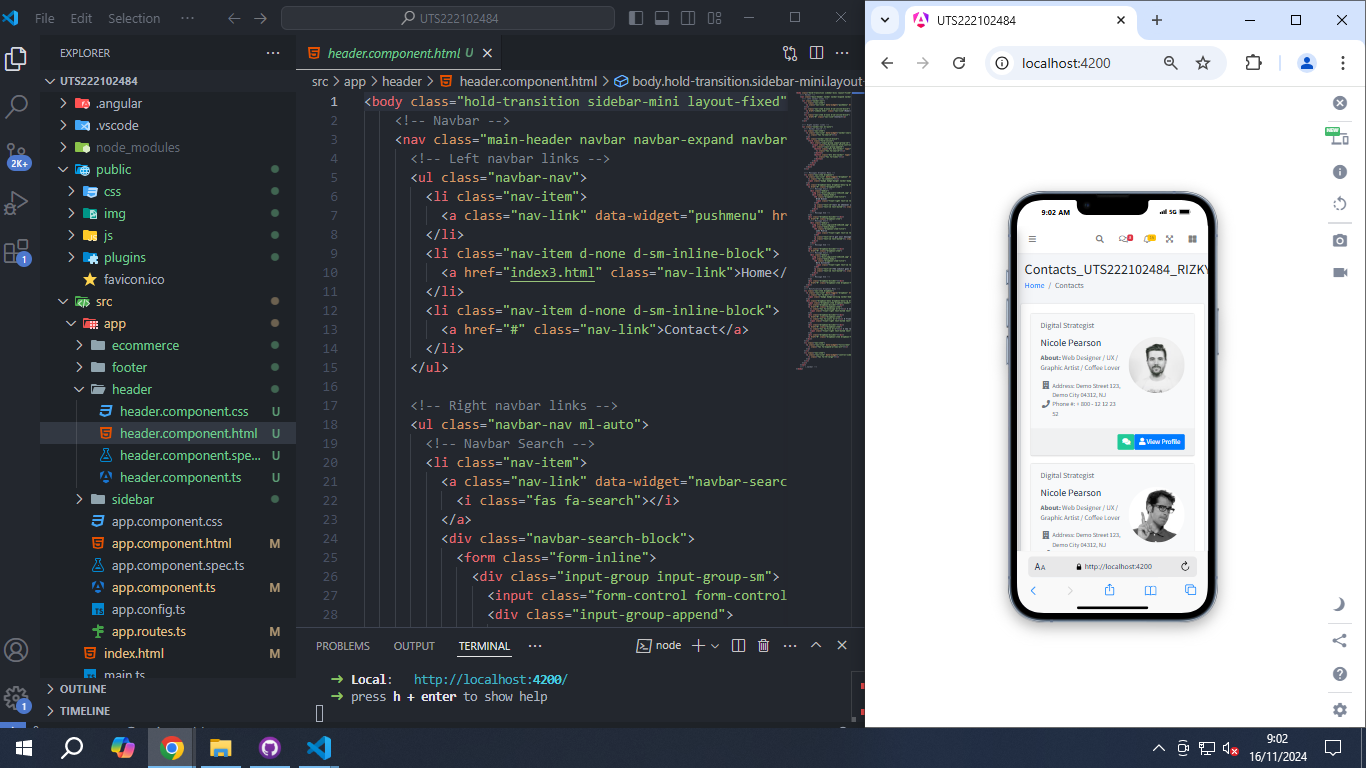 File Edit Selection ··· UTS222102484
EXPLORER
UTS222102484
.angular
.vscode
node_modules
public
css
img
js
plugins
favicon.ico
src
app
ecommerce
footer
header
header.component.css U
header.component.html U
header.component.spe... U
header.component.ts U
sidebar
app.component.css
app.component.html M
app.component.spec.ts
app.component.ts M
app.config.ts
app.routes.ts M
index.html M
main.ts
OUTLINE
TIMELINE
2K+
1
1
header.component.html U
src > app > header > header.component.html > body.hold-transition.sidebar-mini.layout-
1 <body class="hold-transition sidebar-mini layout-fixed"
2 <!-- Navbar -->
3 <nav class="main-header navbar navbar-expand navbar
4 <!-- Left navbar links -->
5 <ul class="navbar-nav">
6 <li class="nav-item">
7 <a class="nav-link" data-widget="pushmenu" hr
8 </li>
9 <li class="nav-item d-none d-sm-inline-block">
10 <a href="index3.html" class="nav-link">Home</
11 </li>
12 <li class="nav-item d-none d-sm-inline-block">
13 <a href="#" class="nav-link">Contact</a>
14 </li>
15 </ul>
16
17 <!-- Right navbar links -->
18 <ul class="navbar-nav ml-auto">
19 <!-- Navbar Search -->
20 <li class="nav-item">
21 <a class="nav-link" data-widget="navbar-searc
22 <i class="fas fa-search"></i>
23 </a>
24 <div class="navbar-search-block">
25 <form class="form-inline">
26 <div class="input-group input-group-sm">
27 <input class="form-control form-control
28 <div class="input-group-append">
PROBLEMS OUTPUT TERMINAL ··· node
➜ Local: http://localhost:4200/
➜ press h + enter to show help
UTS222102484
localhost:4200
NEW
9:02 AM 5G
Contacts_UTS222102484_RIZKY
Home / Contacts
Digital Strategist
Nicole Pearson
About: Web Designer / UX /
Graphic Artist / Coffee Lover
Address: Demo Street 123,
Demo City 04312, NJ
Phone #: + 800 - 12 12 23
52
View Profile
Digital Strategist
Nicole Pearson
About: Web Designer / UX /
Graphic Artist / Coffee Lover
Address: Demo Street 123,
Demo City 04312, NJ
AA http://localhost:4200
9:02
16/11/2024